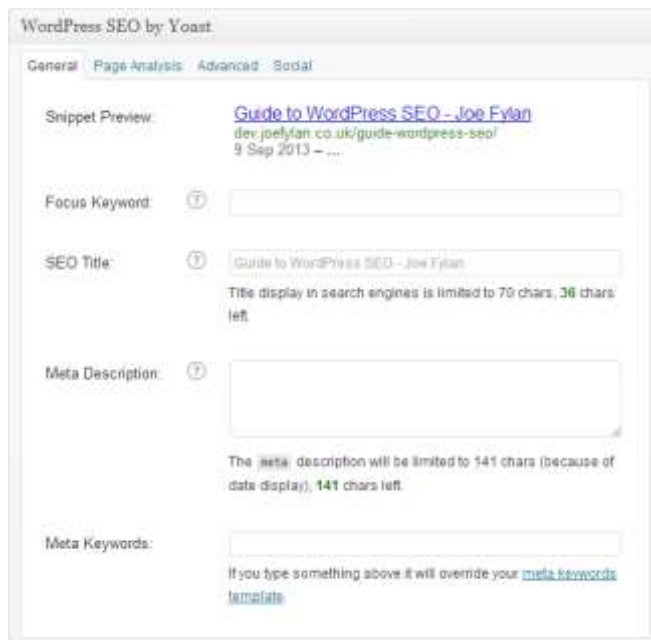 WordPress SEO by Yoast
General Page Analysis Advanced Social
Snippet Preview:
Guide to WordPress SEO - Joe Fylan
dev.joefylan.co.uk/guide-wordpress-seo/
9 Sep 2013 – ...
Focus Keyword: ?
SEO Title: ? Guide to WordPress SEO - Joe Fylan
Title display in search engines is limited to 70 chars, 36 chars
left.
Meta Description: ?
The meta description will be limited to 141 chars (because of
date display), 141 chars left.
Meta Keywords:
If you type something above it will override your meta keywords
template.